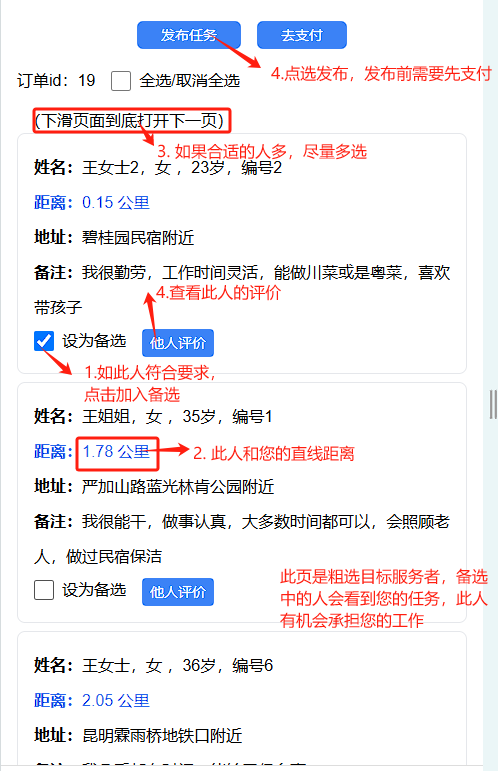 发布任务 去支付
4.点选发布，发布前需要先支付
订单id：19 全选/取消全选
(下滑页面到底打开下一页)
3. 如果合适的人多，尽量多选
姓名：王女士2，女 ，23岁，编号2
距离：0.15 公里
地址：碧桂园民宿附近
备注：我很勤劳，工作时间灵活，能做川菜或是粤菜，喜欢
带孩子
4.查看此人的评价
设为备选 他人评价
1.如此人符合要求，
点击加入备选
姓名：王姐姐，女 ，35岁，编号1
距离：1.78 公里
2. 此人和您的直线距离
地址：严加山路蓝光林肯公园附近
备注：我很能干，做事认真，大多数时间都可以，会照顾老
人，做过民宿保洁
设为备选 他人评价
此页是粗选目标服务者，备选
中的人会看到您的任务，此人
有机会承担您的工作
姓名：王女士，女 ，36岁，编号6
距离：2.05 公里
地址：昆明霖雨桥地铁口附近